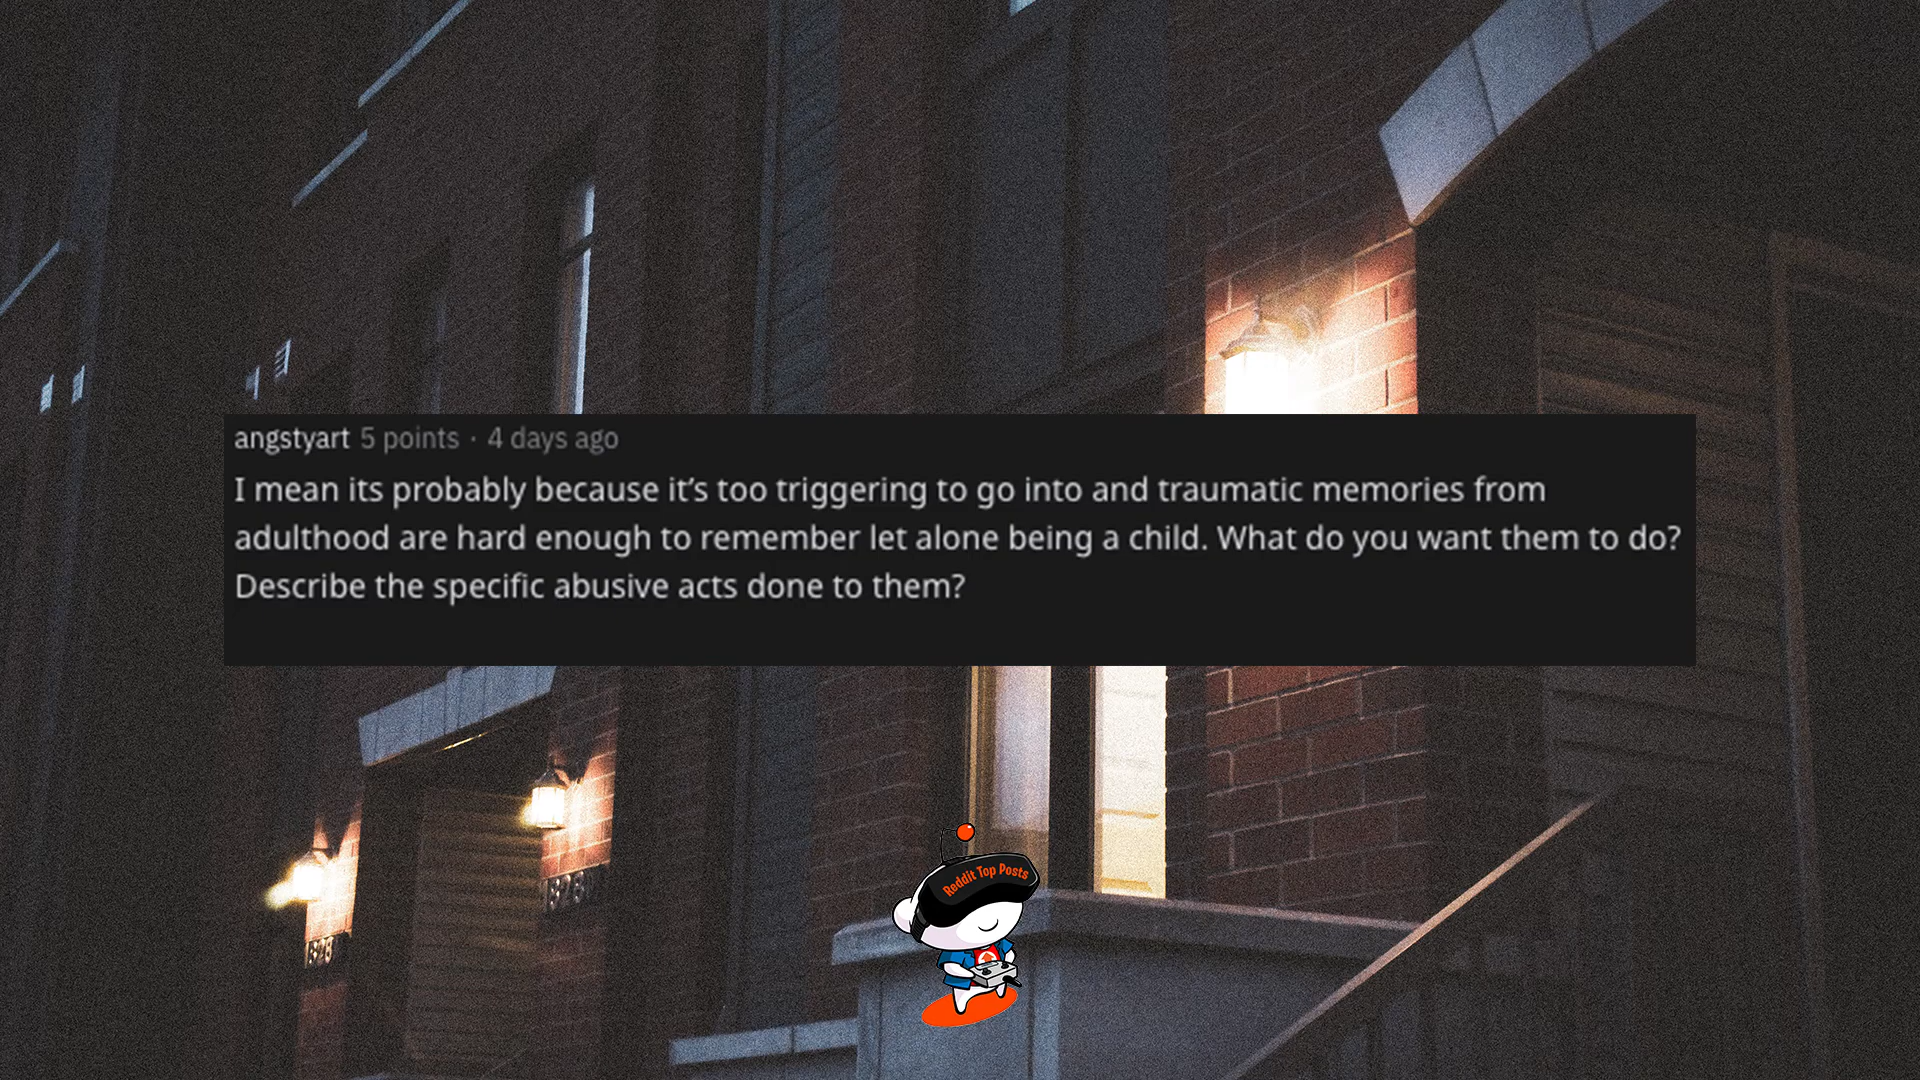 angstyart 5 points · 4 days ago
I mean its probably because it’s too triggering to go into and traumatic memories from
adulthood are hard enough to remember let alone being a child. What do you want them to do?
Describe the specific abusive acts done to them?
1828
Reddit Top Posts